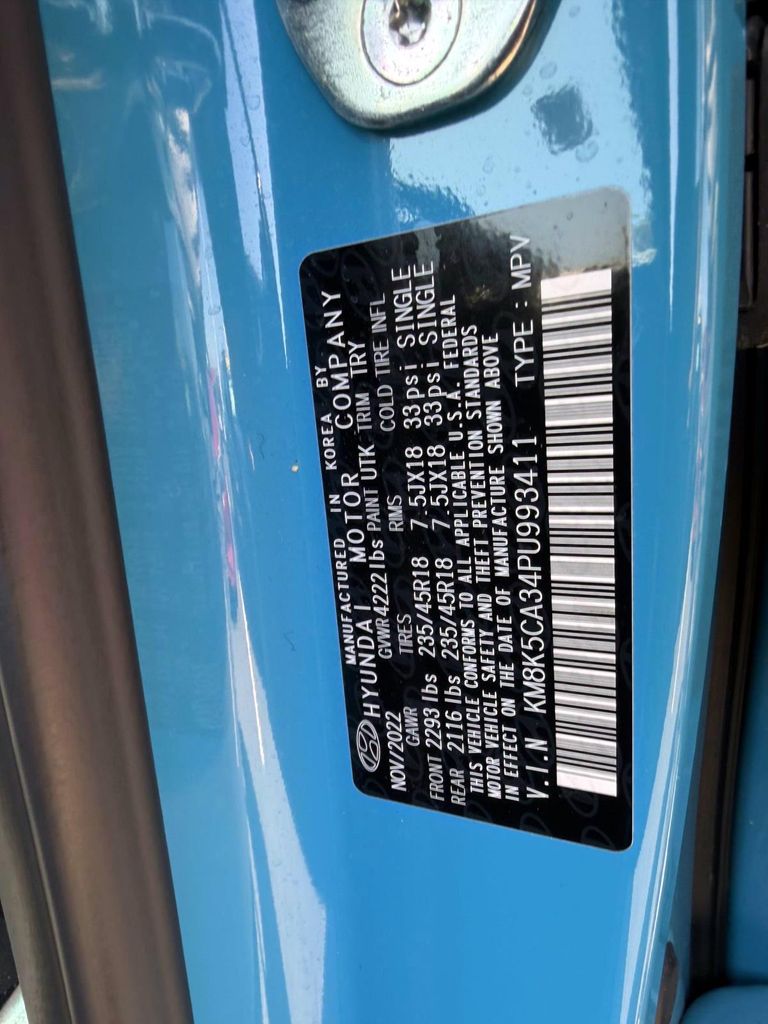 MANUFACTURED IN KOREA BY
HYUNDAI MOTOR COMPANY
NOV/2022 GVWR 4222 lbs PAINT UTK TRIM TRY
GAWR TIRES RIMS COLD TIRE INFL
FRONT 2293 lbs 235/45R18 7.5JX18 33psi SINGLE
REAR 2116 lbs 235/45R18 7.5JX18 33psi SINGLE
THIS VEHICLE CONFORMS TO ALL APPLICABLE U.S.A. FEDERAL
MOTOR VEHICLE SAFETY AND THEFT PREVENTION STANDARDS
IN EFFECT ON THE DATE OF MANUFACTURE SHOWN ABOVE
V.I.N KM8K5CA34PU993411 TYPE : MPV